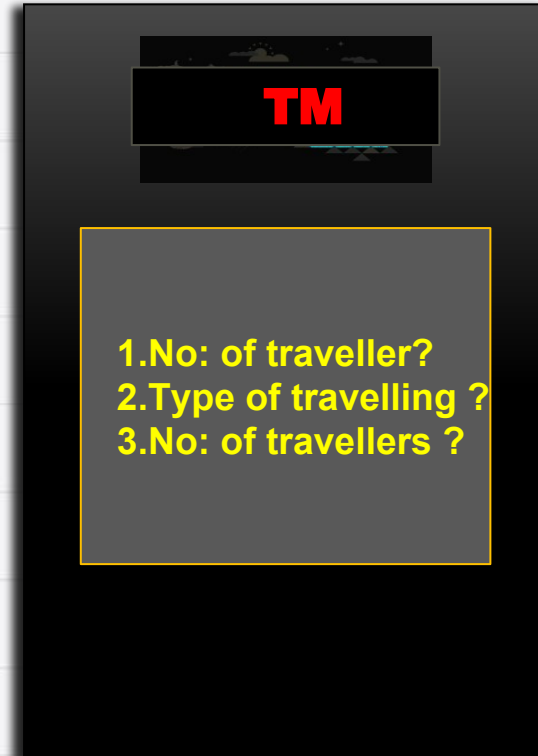 TM
1.No: of traveller?
2.Type of travelling ?
3.No: of travellers ?